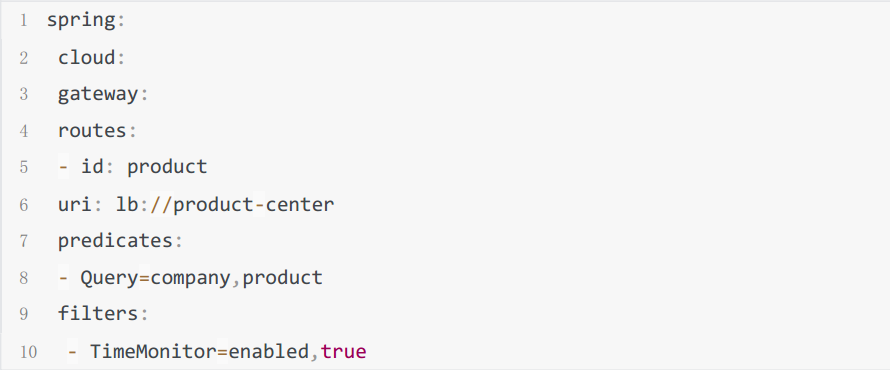 1 spring:
2 cloud:
3 gateway:
4 routes:
5 - id: product
6 uri: lb://product-center
7 predicates:
8 - Query=company,product
9 filters:
10 - TimeMonitor=enabled,true